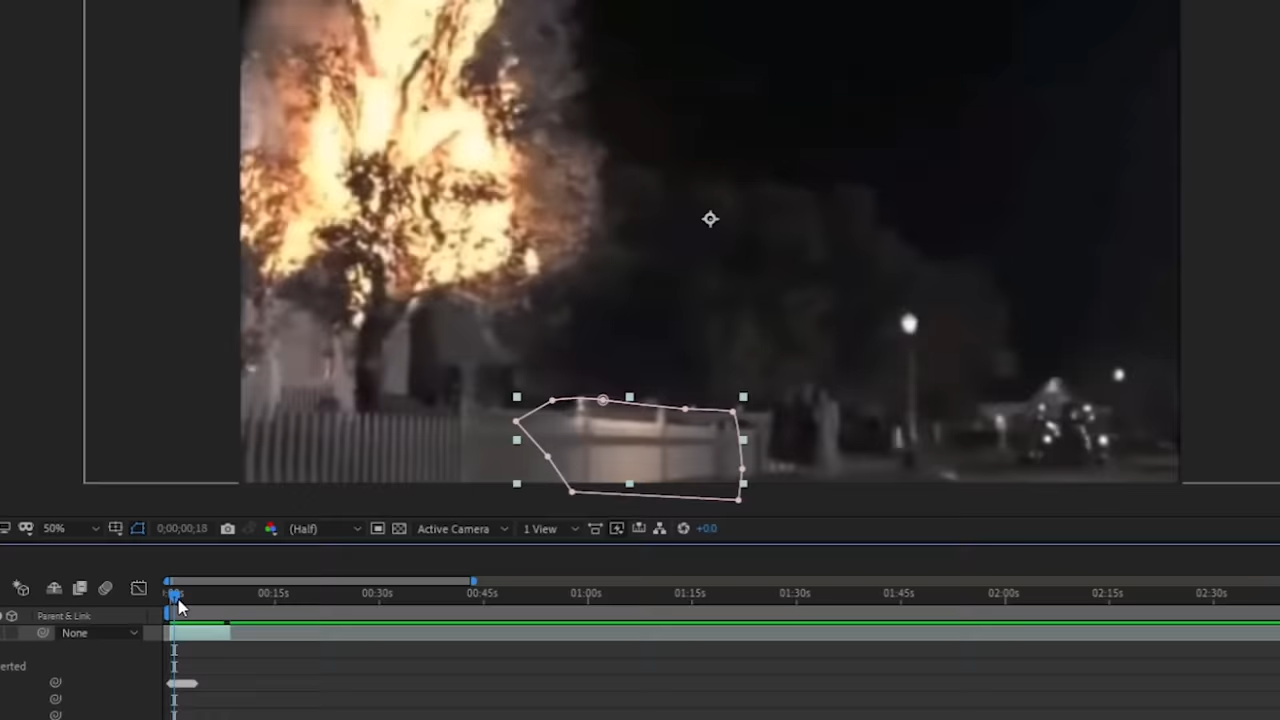 50%
0;00;00;18
(Half)
Active Camera
1 View
+0.0
00:15s
00:30s
00:45s
01:00s
01:15s
01:30s
01:45s
02:00s
02:15s
02:30s
Parent & Link
None
erted